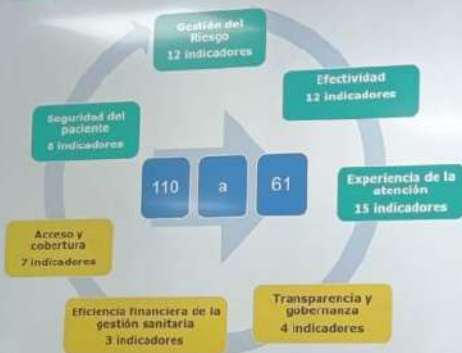 Gestión del
Riesgo
12 indicadores
Efectividad
12 indicadores
Seguridad del
paciente
8 indicadores
110 a 61
Experiencia de la
atención
15 indicadores
Acceso y
cobertura
7 indicadores
Eficiencia financiera de la
gestión sanitaria
3 indicadores
Transparencia y
gobernanza
4 indicadores